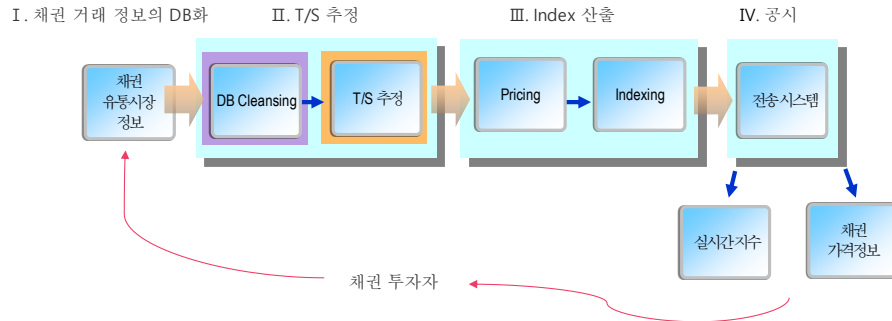 Ⅰ. 채권 거래 정보의 DB화
Ⅱ. T/S 추정
Ⅲ. Index 산출
Ⅳ. 공시
채권
유통시장
정보
DB Cleansing
T/S 추정
Pricing
Indexing
전송시스템
실시간지수
채권
가격정보
채권 투자자